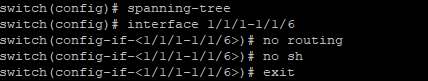 switch(config)# spanning-tree
switch(config)# interface 1/1/1-1/1/6
switch(config-if-<1/1/1-1/1/6>)# no routing
switch(config-if-<1/1/1-1/1/6>)# no sh
switch(config-if-<1/1/1-1/1/6>)# exit